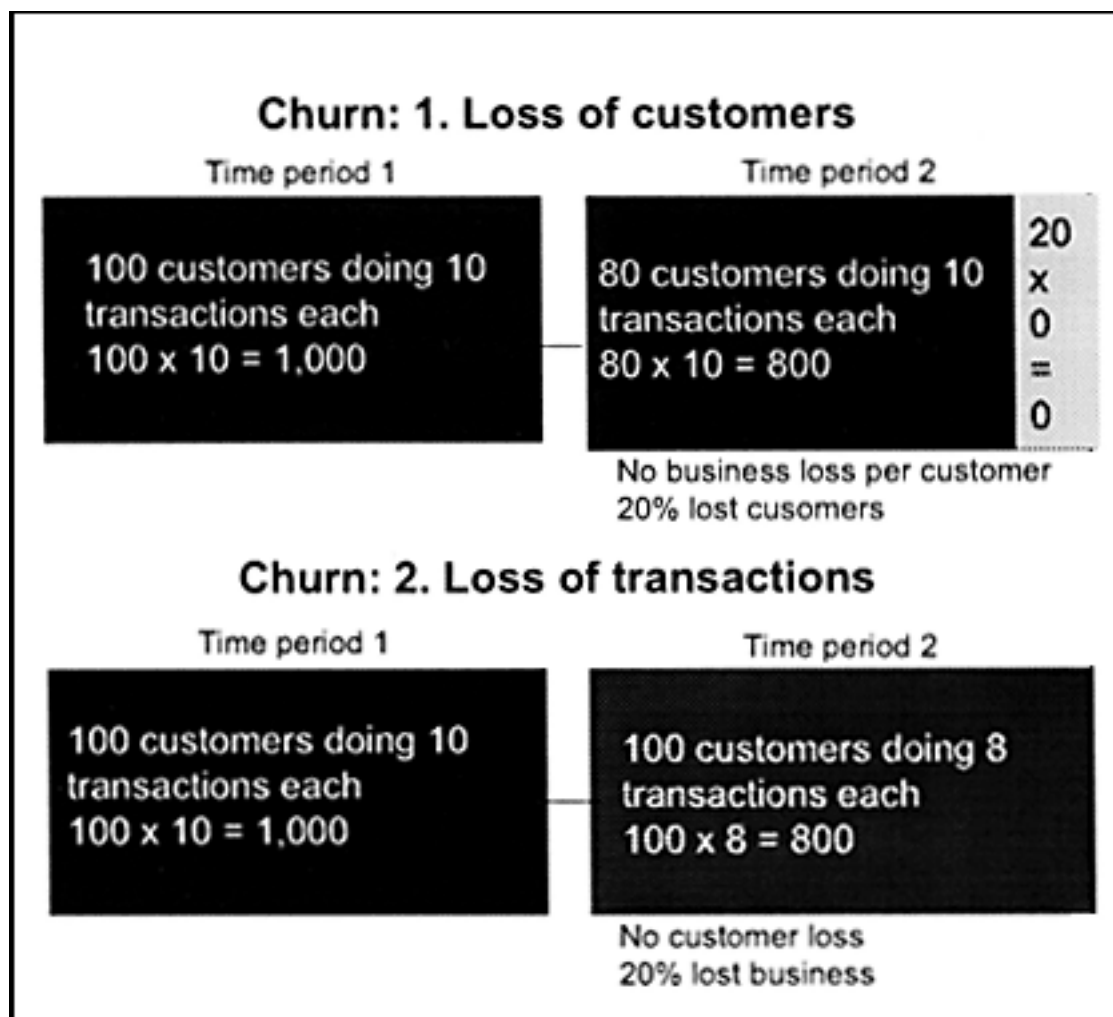 Churn: 1. Loss of customers
Time period 1
100 customers doing 10
transactions each
100 x 10 = 1,000
Time period 2
80 customers doing 10
transactions each
80 x 10 = 800
20
x
0
=
0
No business loss per customer
20% lost cusomers
Churn: 2. Loss of transactions
Time period 1
100 customers doing 10
transactions each
100 x 10 = 1,000
Time period 2
100 customers doing 8
transactions each
100 x 8 = 800
No customer loss
20% lost business